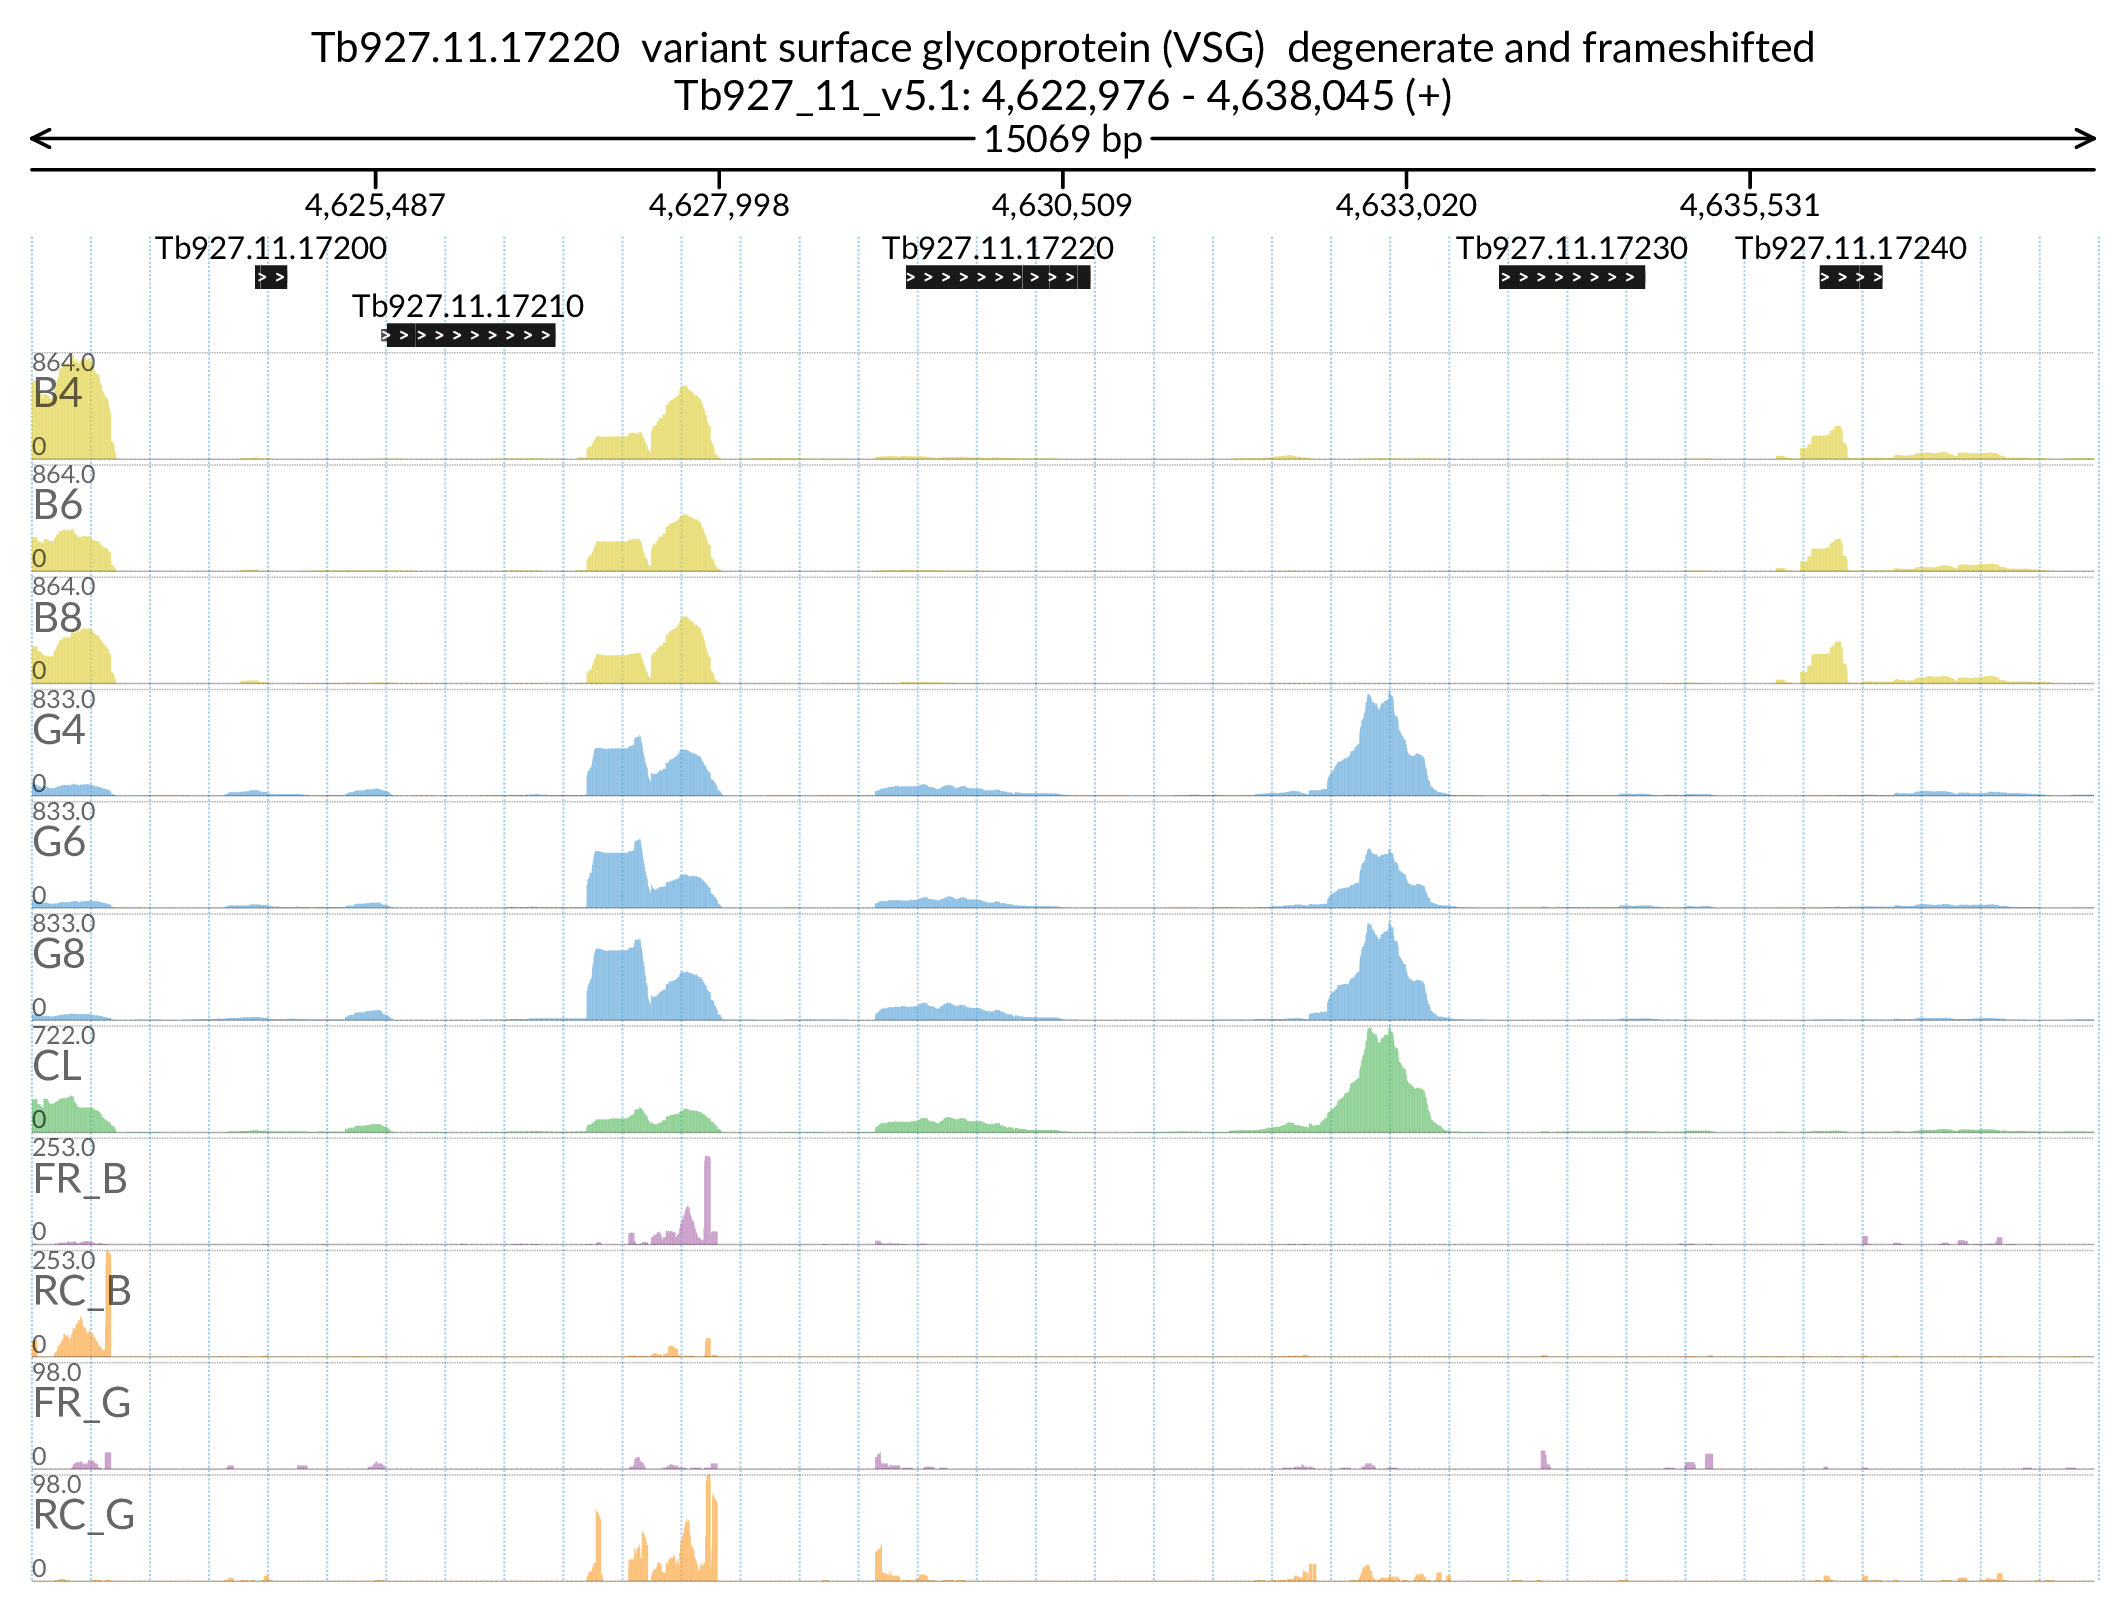 Tb927.11.17220  variant surface glycoprotein (VSG)  degenerate and frameshifted
Tb927_11_v5.1: 4,622,976 - 4,638,045 (+)
15069 bp
4,625,487 4,627,998 4,630,509 4,633,020 4,635,531
Tb927.11.17200 Tb927.11.17220 Tb927.11.17230 Tb927.11.17240
Tb927.11.17210
864.0
B4
0
864.0
B6
0
864.0
B8
0
833.0
G4
0
833.0
G6
0
833.0
G8
0
722.0
CL
0
253.0
FR_B
0
253.0
RC_B
0
98.0
FR_G
0
98.0
RC_G
0